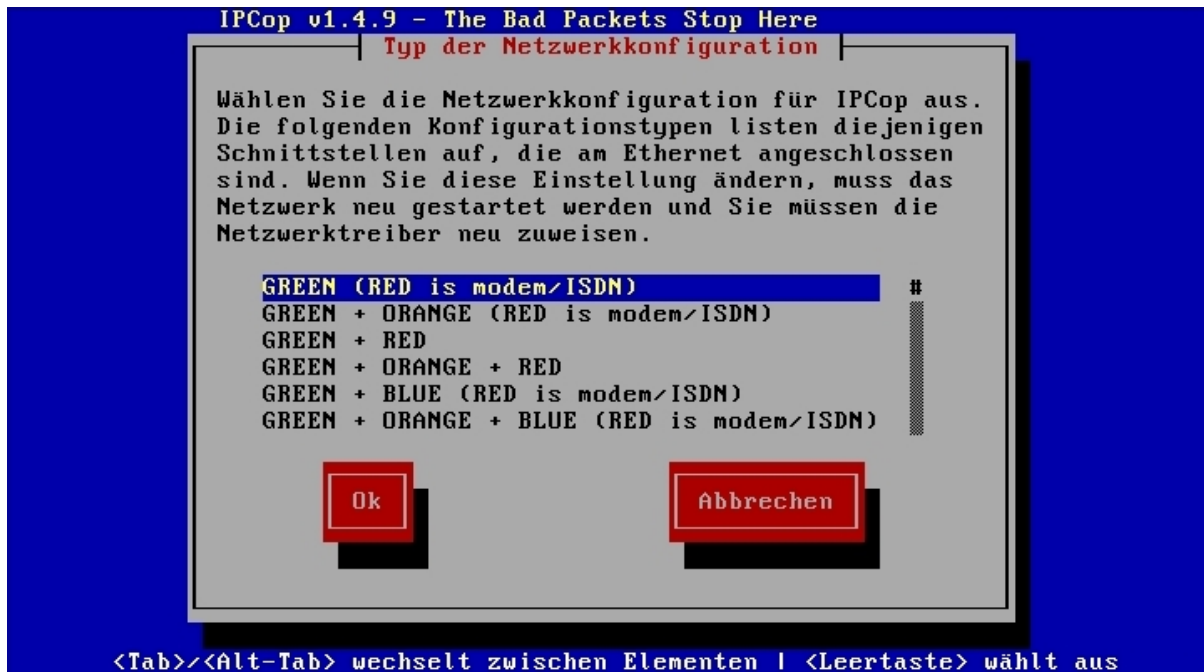 IPCop v1.4.9 - The Bad Packets Stop Here
Typ der Netzwerkkonfiguration
Wählen Sie die Netzwerkkonfiguration für IPCop aus.
Die folgenden Konfigurationstypen listen diejenigen
Schnittstellen auf, die am Ethernet angeschlossen
sind. Wenn Sie diese Einstellung ändern, muss das
Netzwerk neu gestartet werden und Sie müssen die
Netzwerktreiber neu zuweisen.
GREEN (RED is modem/ISDN) #
GREEN + ORANGE (RED is modem/ISDN)
GREEN + RED
GREEN + ORANGE + RED
GREEN + BLUE (RED is modem/ISDN)
GREEN + ORANGE + BLUE (RED is modem/ISDN)
Ok Abbrechen
<Tab>/<Alt-Tab> wechselt zwischen Elementen | <Leertaste> wählt aus